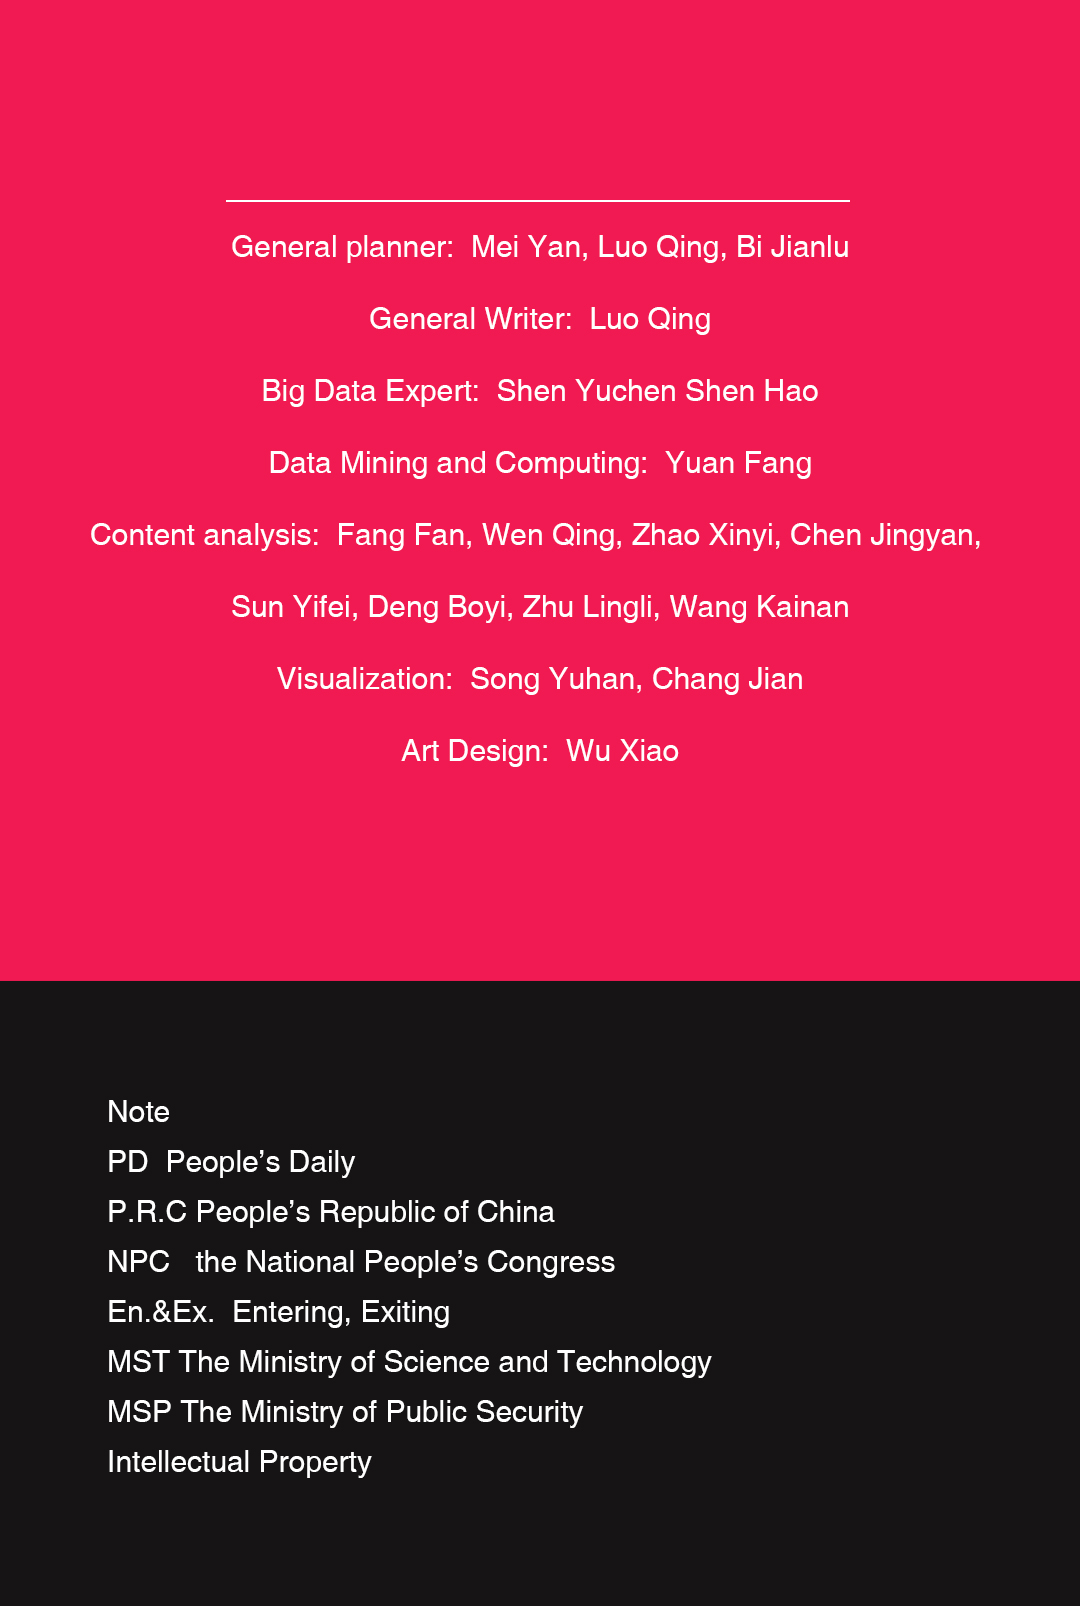 General planner:  Mei Yan, Luo Qing, Bi Jianlu
General Writer:  Luo Qing
Big Data Expert:  Shen Yuchen Shen Hao
Data Mining and Computing:  Yuan Fang
Content analysis:  Fang Fan, Wen Qing, Zhao Xinyi, Chen Jingyan,
Sun Yifei, Deng Boyi, Zhu Lingli, Wang Kainan
Visualization:  Song Yuhan, Chang Jian
Art Design:  Wu Xiao
Note
PD  People’s Daily
P.R.C People’s Republic of China
NPC   the National People’s Congress
En.&Ex.  Entering, Exiting
MST The Ministry of Science and Technology
MSP The Ministry of Public Security
Intellectual Property